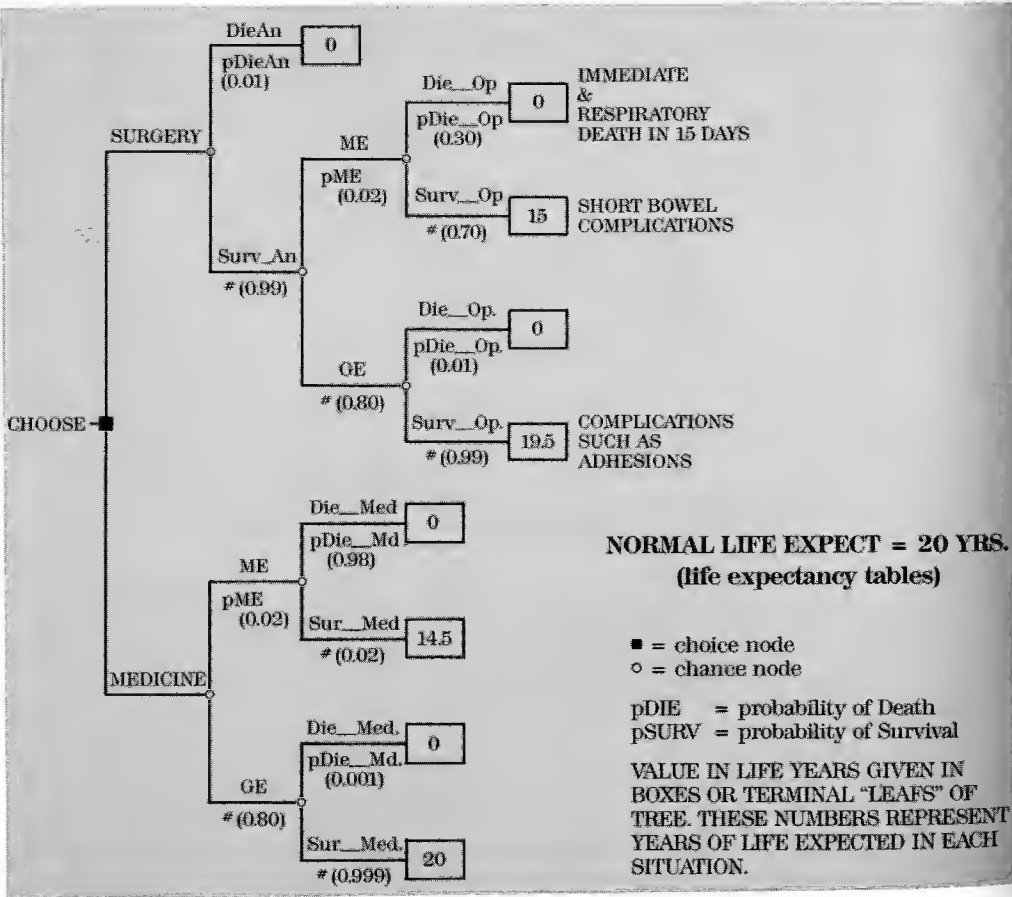 DieAn
0
pDieAn
(0.01)
SURGERY
Surv_An
# (0.99)
ME
pME
(0.02)
Die__Op
0
pDie__Op
(0.30)
IMMEDIATE
&
RESPIRATORY
DEATH IN 15 DAYS
Surv__Op
15
# (0.70)
SHORT BOWEL
COMPLICATIONS
GE
# (0.80)
Die__Op.
0
pDie__Op.
(0.01)
Surv__Op.
19.5
# (0.99)
COMPLICATIONS
SUCH AS
ADHESIONS
CHOOSE
MEDICINE
ME
pME
(0.02)
Die__Med
0
pDie__Md
(0.98)
Sur__Med
14.5
# (0.02)
GE
# (0.80)
Die__Med.
0
pDie__Md.
(0.001)
Sur__Med.
20
# (0.999)
NORMAL LIFE EXPECT = 20 YRS.
(life expectancy tables)
■ = choice node
○ = chance node
pDIE = probability of Death
pSURV = probability of Survival
VALUE IN LIFE YEARS GIVEN IN
BOXES OR TERMINAL “LEAFS” OF
TREE. THESE NUMBERS REPRESENT
YEARS OF LIFE EXPECTED IN EACH
SITUATION.